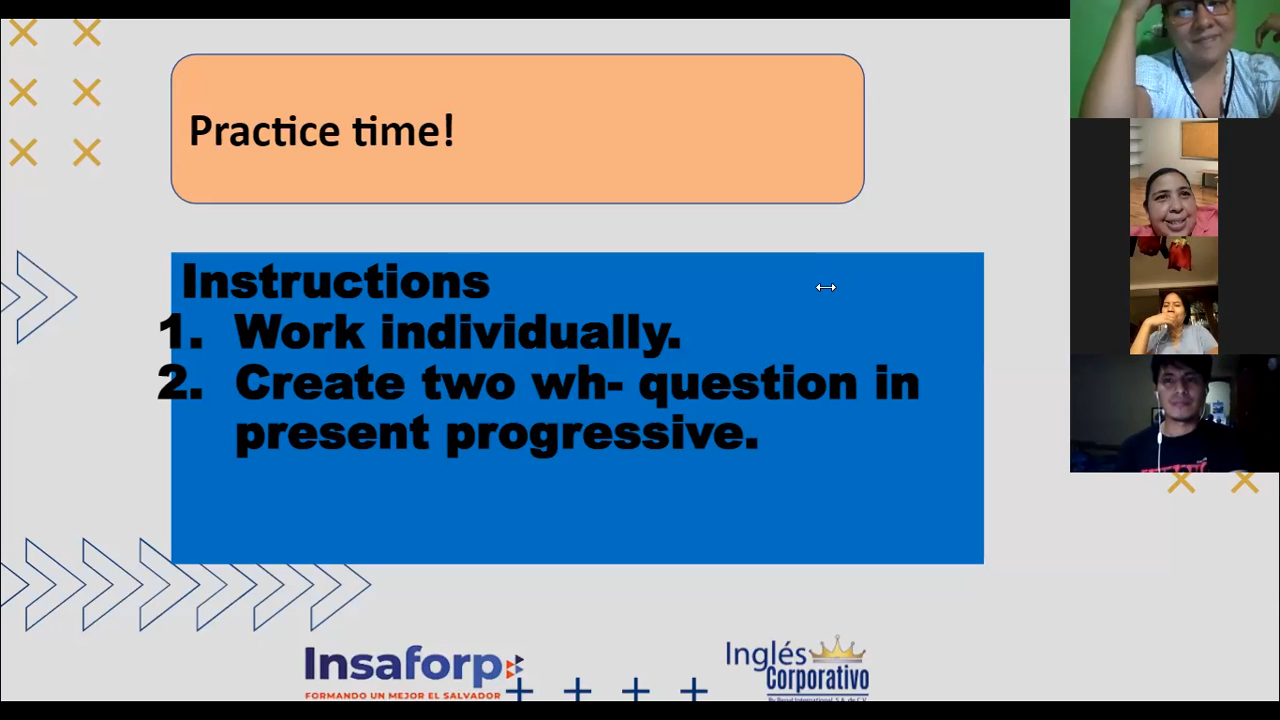 Practice time!
Instructions
1. Work individually.
2. Create two wh- question in
present progressive.
Insaforp
FORMANDO UN MEJOR EL SALVADOR
Inglés
Corporativo